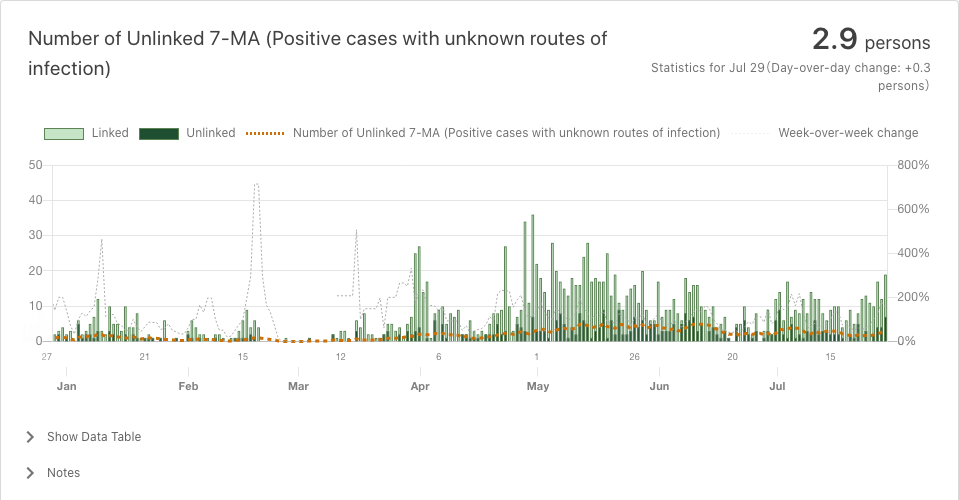 Number of Unlinked 7-MA (Positive cases with unknown routes of
infection)
2.9 persons
Statistics for Jul 29(Day-over-day change: +0.3
persons)
Linked
Unlinked
Number of Unlinked 7-MA (Positive cases with unknown routes of infection)
Week-over-week change
50 800%
40 600%
30 400%
20 200%
10
0 0%
27 21 15 12 6 1 26 20 15
Jan Feb Mar Apr May Jun Jul
Show Data Table
Notes